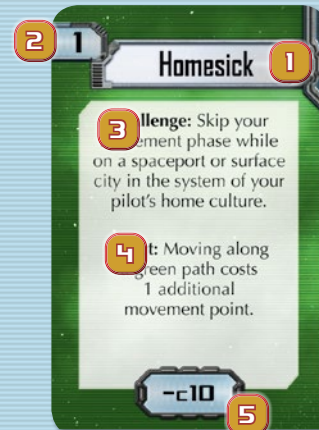 2 1
Homesick 1
3 llenge: Skip your
ement phase while
on a spaceport or surface
city in the system of your
pilot's home culture.
4 t: Moving along
green path costs
1 additional
movement point.
-c10
5